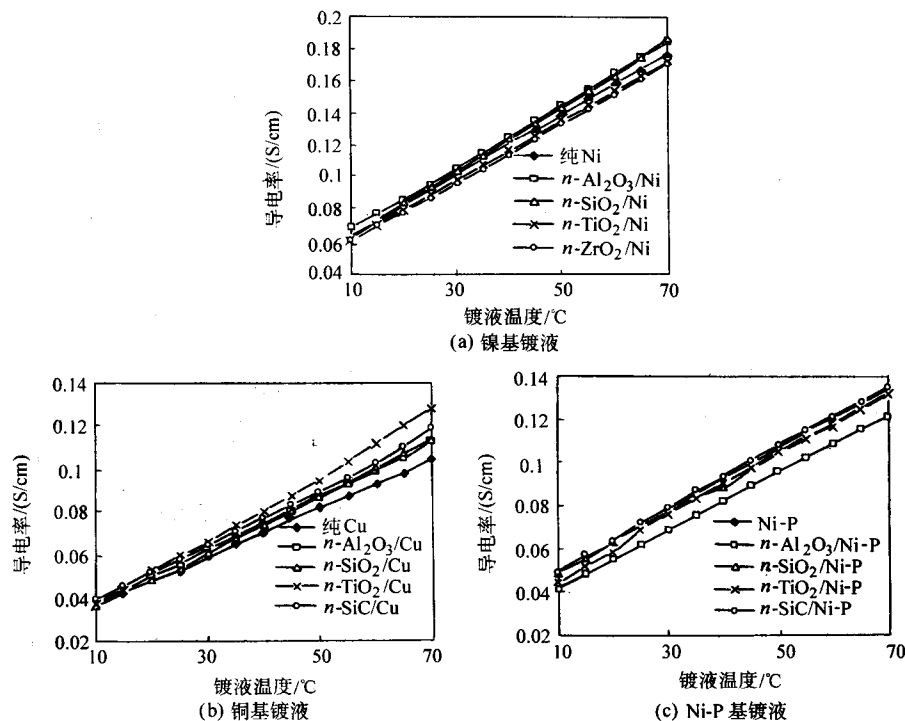 0.2
0.18
0.16
0.14
0.12
0.1
0.08
0.06
0.04
导电率/(S/cm)
纯Ni
n-Al₂O₃/Ni
n-SiO₂/Ni
n-TiO₂/Ni
n-ZrO₂/Ni
10 20 30 40 50 60 70
镀液温度/℃
(a) 镍基镀液
0.14
0.12
0.1
0.08
0.06
0.04
0.02
导电率/(S/cm)
纯Cu
n-Al₂O₃/Cu
n-SiO₂/Cu
n-TiO₂/Cu
n-SiC/Cu
10 30 50 70
镀液温度/℃
(b) 铜基镀液
0.14
0.12
0.1
0.08
0.06
0.04
0.02
导电率/(S/cm)
Ni-P
n-Al₂O₃/Ni-P
n-SiO₂/Ni-P
n-TiO₂/Ni-P
n-SiC/Ni-P
10 20 30 40 50 60 70
镀液温度/℃
(c) Ni-P 基镀液